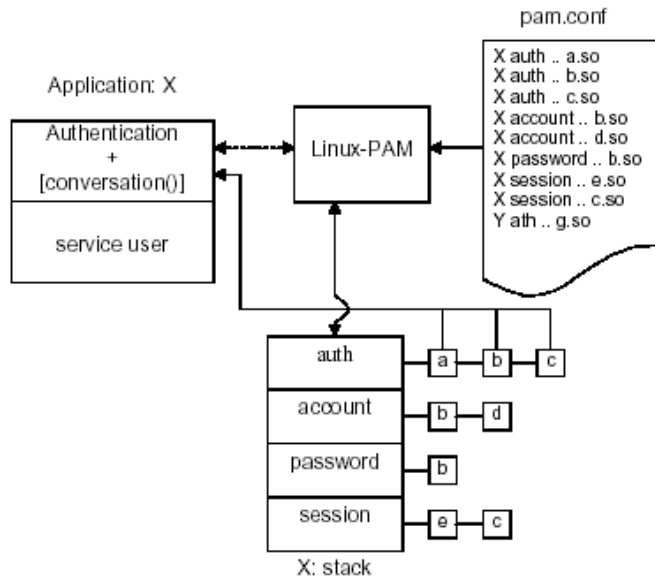 pam.conf
X auth .. a.so
X auth .. b.so
X auth .. c.so
X account .. b.so
X account .. d.so
X password .. b.so
X session .. e.so
X session .. c.so
Y ath .. g.so
Application: X
Authentication
+
[conversation()]
service user
Linux-PAM
auth
a
b
c
account
b
d
password
b
session
e
c
X: stack